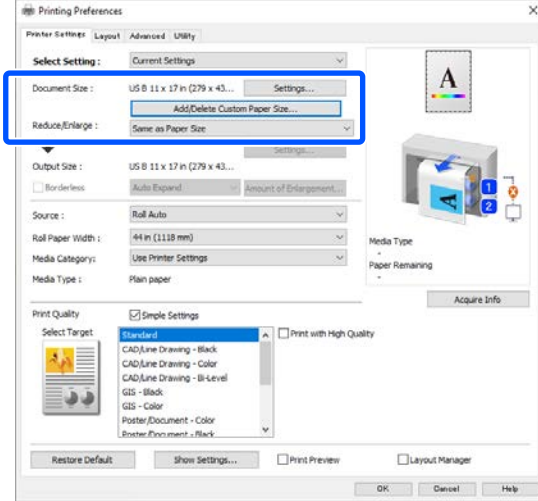 Printing Preferences
Printer Settings Layout Advanced Utility
Select Setting : Current Settings
Document Size : US B 11 x 17 in (279 x 43... Settings...
Add/Delete Custom Paper Size...
Reduce/Enlarge : Same as Paper Size
Settings...
Output Size : US B 11 x 17 in (279 x 43...
Borderless Auto Expand Amount of Enlargement...
Source : Roll Auto
Roll Paper Width : 44 in (1118 mm)
Media Category: Use Printer Settings
Media Type : Plain paper
A
A
1
2
Media Type
-
Paper Remaining
-
Acquire Info
Print Quality Simple Settings
Select Target Standard Print with High Quality
CAD/Line Drawing - Black
CAD/Line Drawing - Color
CAD/Line Drawing - Bi-Level
GIS - Black
GIS - Color
Poster/Document - Color
Poster/Document - Black
Restore Default Show Settings... Print Preview Layout Manager
OK Cancel Help